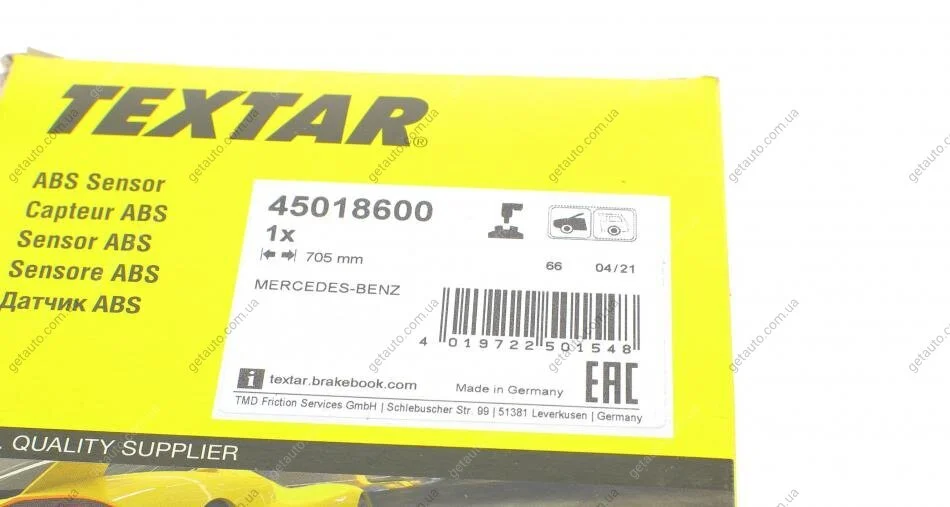 TEXTAR®
ABS Sensor
Capteur ABS
Sensor ABS
Sensore ABS
Датчик ABS
45018600
1x
705 mm
MERCEDES-BENZ
66 04/21
4 019722 501548
i textar.brakebook.com
Made in Germany
EAC
TMD Friction Services GmbH | Schlebuscher Str. 99 | 51381 Leverkusen | Germany
QUALITY SUPPLIER
getauto.com.ua